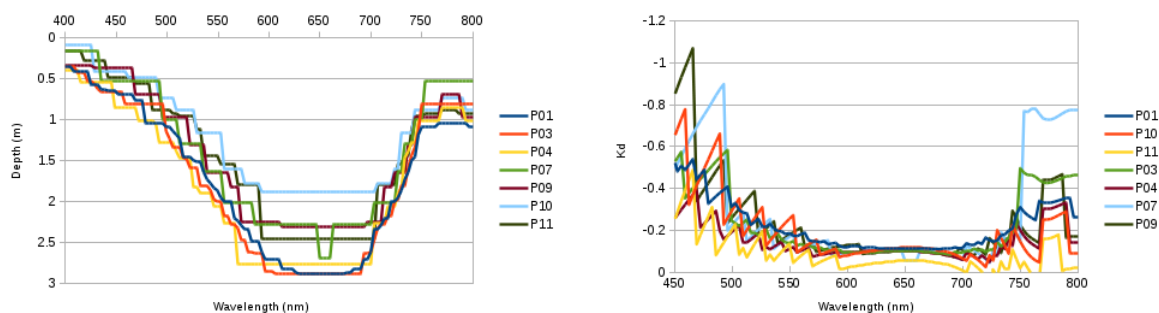 400 450 500 550 600 650 700 750 800
0
0.5
1
1.5
2
2.5
3
Depth (m)
Wavelength (nm)
P01
P03
P04
P07
P09
P10
P11
-1.2
-1
-0.8
-0.6
-0.4
-0.2
0
Kd
450 500 550 600 650 700 750 800
Wavelength (nm)
P01
P10
P11
P03
P04
P07
P09